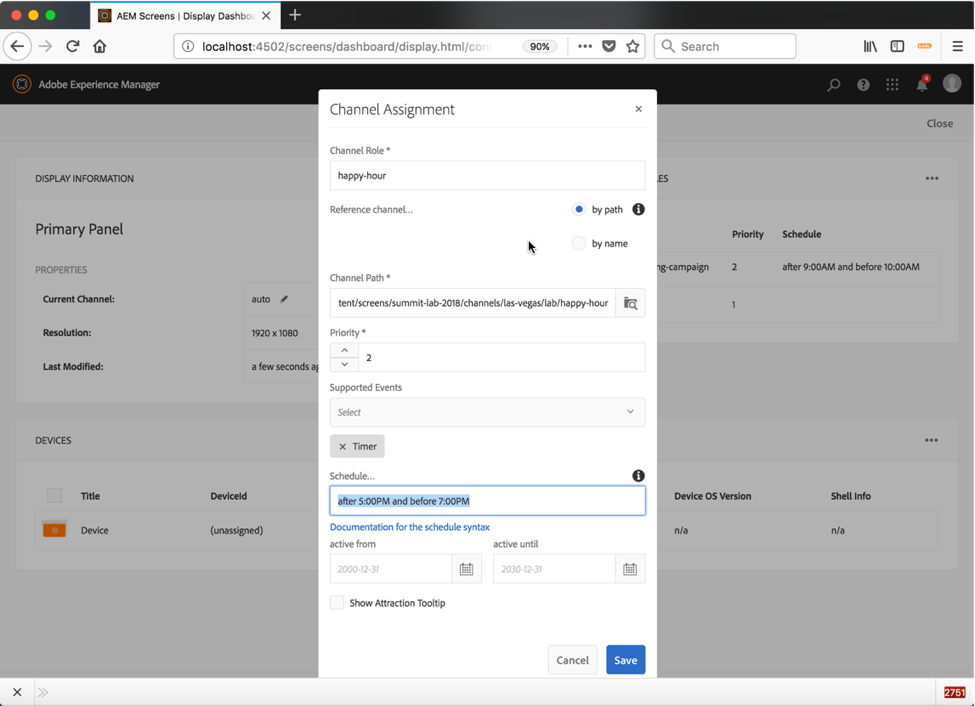 AEM Screens | Display Dashbo
localhost:4502/screens/dashboard/display.html/con
90%
Search
Adobe Experience Manager
4
Close
Channel Assignment
Channel Role *
happy-hour
Reference channel...
by path
by name
Channel Path *
tent/screens/summit-lab-2018/channels/las-vegas/lab/happy-hour
Priority *
2
Supported Events
Select
Timer
Schedule...
after 5:00PM and before 7:00PM
Documentation for the schedule syntax
active from
active until
2000-12-31
2030-12-31
Show Attraction Tooltip
Cancel
Save
DISPLAY INFORMATION
Primary Panel
PROPERTIES
Current Channel:
auto
Resolution:
1920 x 1080
Last Modified:
a few seconds ag
LES
Priority
Schedule
ng-campaign
2
after 9:00AM and before 10:00AM
1
DEVICES
Title
DeviceId
Device OS Version
Shell Info
Device
(unassigned)
n/a
n/a
2751